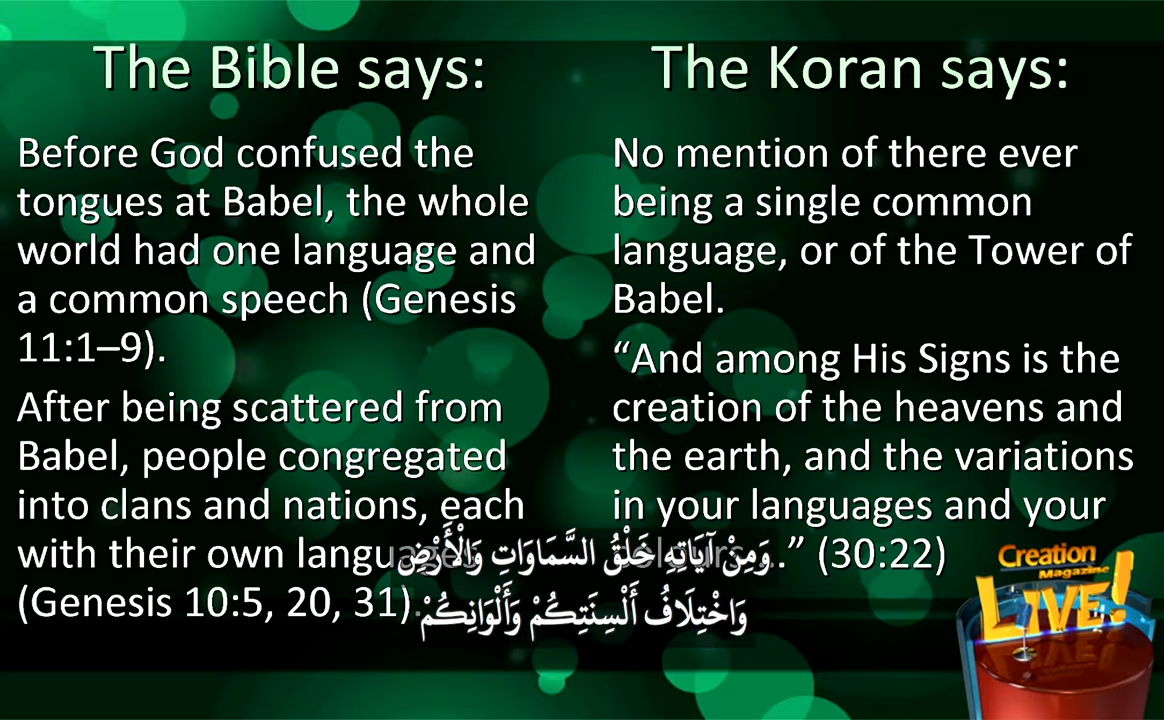 The Bible says:
Before God confused the
tongues at Babel, the whole
world had one language and
a common speech (Genesis
11:1–9).
After being scattered from
Babel, people congregated
into clans and nations, each
with their own languages
(Genesis 10:5, 20, 31).
The Koran says:
No mention of there ever
being a single common
language, or of the Tower of
Babel.
“And among His Signs is the
creation of the heavens and
the earth, and the variations
in your languages and your
colours...” (30:22)
وَمِنْ آيَاتِهِ خَلْقُ السَّمَاوَاتِ وَالْأَرْضِ
وَاخْتِلَافُ أَلْسِنَتِكُمْ وَأَلْوَانِكُمْ
Creation
Magazine
LIVE!